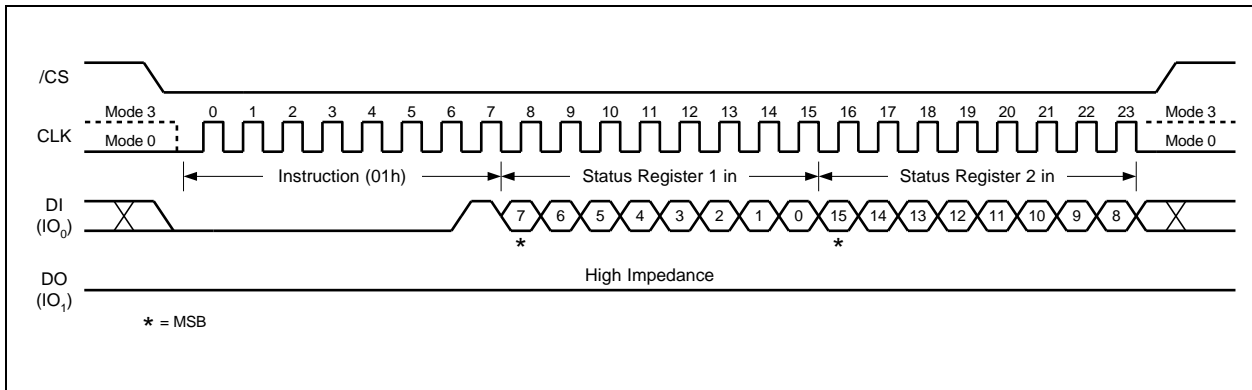 /CS
Mode 3 0 1 2 3 4 5 6 7 8 9 10 11 12 13 14 15 16 17 18 19 20 21 22 23 Mode 3
CLK Mode 0 Mode 0
Instruction (01h) Status Register 1 in Status Register 2 in
DI
(IO0) 7 6 5 4 3 2 1 0 15 14 13 12 11 10 9 8
* *
High Impedance
DO
(IO1)
* = MSB